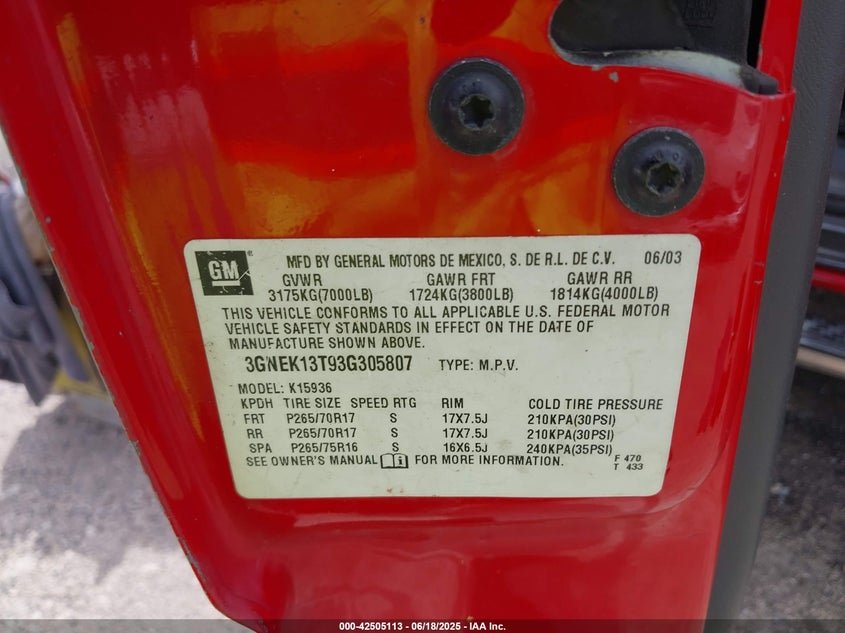 GM
MFD BY GENERAL MOTORS DE MEXICO, S. DE R.L. DE C.V. 06/03
GVWR GAWR FRT GAWR RR
3175KG(7000LB) 1724KG(3800LB) 1814KG(4000LB)
THIS VEHICLE CONFORMS TO ALL APPLICABLE U.S. FEDERAL MOTOR
VEHICLE SAFETY STANDARDS IN EFFECT ON THE DATE OF
MANUFACTURE SHOWN ABOVE.
3GNEK13T93G305807 TYPE: M.P.V.
MODEL: K15936
KPDH TIRE SIZE SPEED RTG RIM COLD TIRE PRESSURE
FRT P265/70R17 S 17X7.5J 210KPA(30PSI)
RR P265/70R17 S 17X7.5J 210KPA(30PSI)
SPA P265/75R16 S 16X6.5J 240KPA(35PSI)
SEE OWNER'S MANUAL FOR MORE INFORMATION.
F 470
T 433
000-42505113 - 06/18/2025 - IAA Inc.